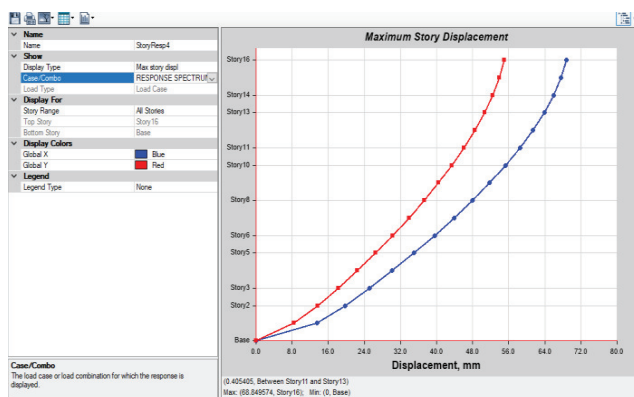 Name
Name StoryResp4
Show
Display Type Max story displ
Case/Combo RESPONSE SPECTRUM
Load Type Load Case
Display For
Story Range All Stories
Top Story Story16
Bottom Story Base
Display Colors
Global X Blue
Global Y Red
Legend
Legend Type None
Case/Combo
The load case or load combination for which the response is
displayed.
Maximum Story Displacement
Story16
Story14
Story13
Story11
Story10
Story8
Story6
Story5
Story3
Story2
Base
0.0 8.0 16.0 24.0 32.0 40.0 48.0 56.0 64.0 72.0 80.0
Displacement, mm
(0.405405, Between Story11 and Story13)
Max: (68.849574, Story16); Min: (0, Base)